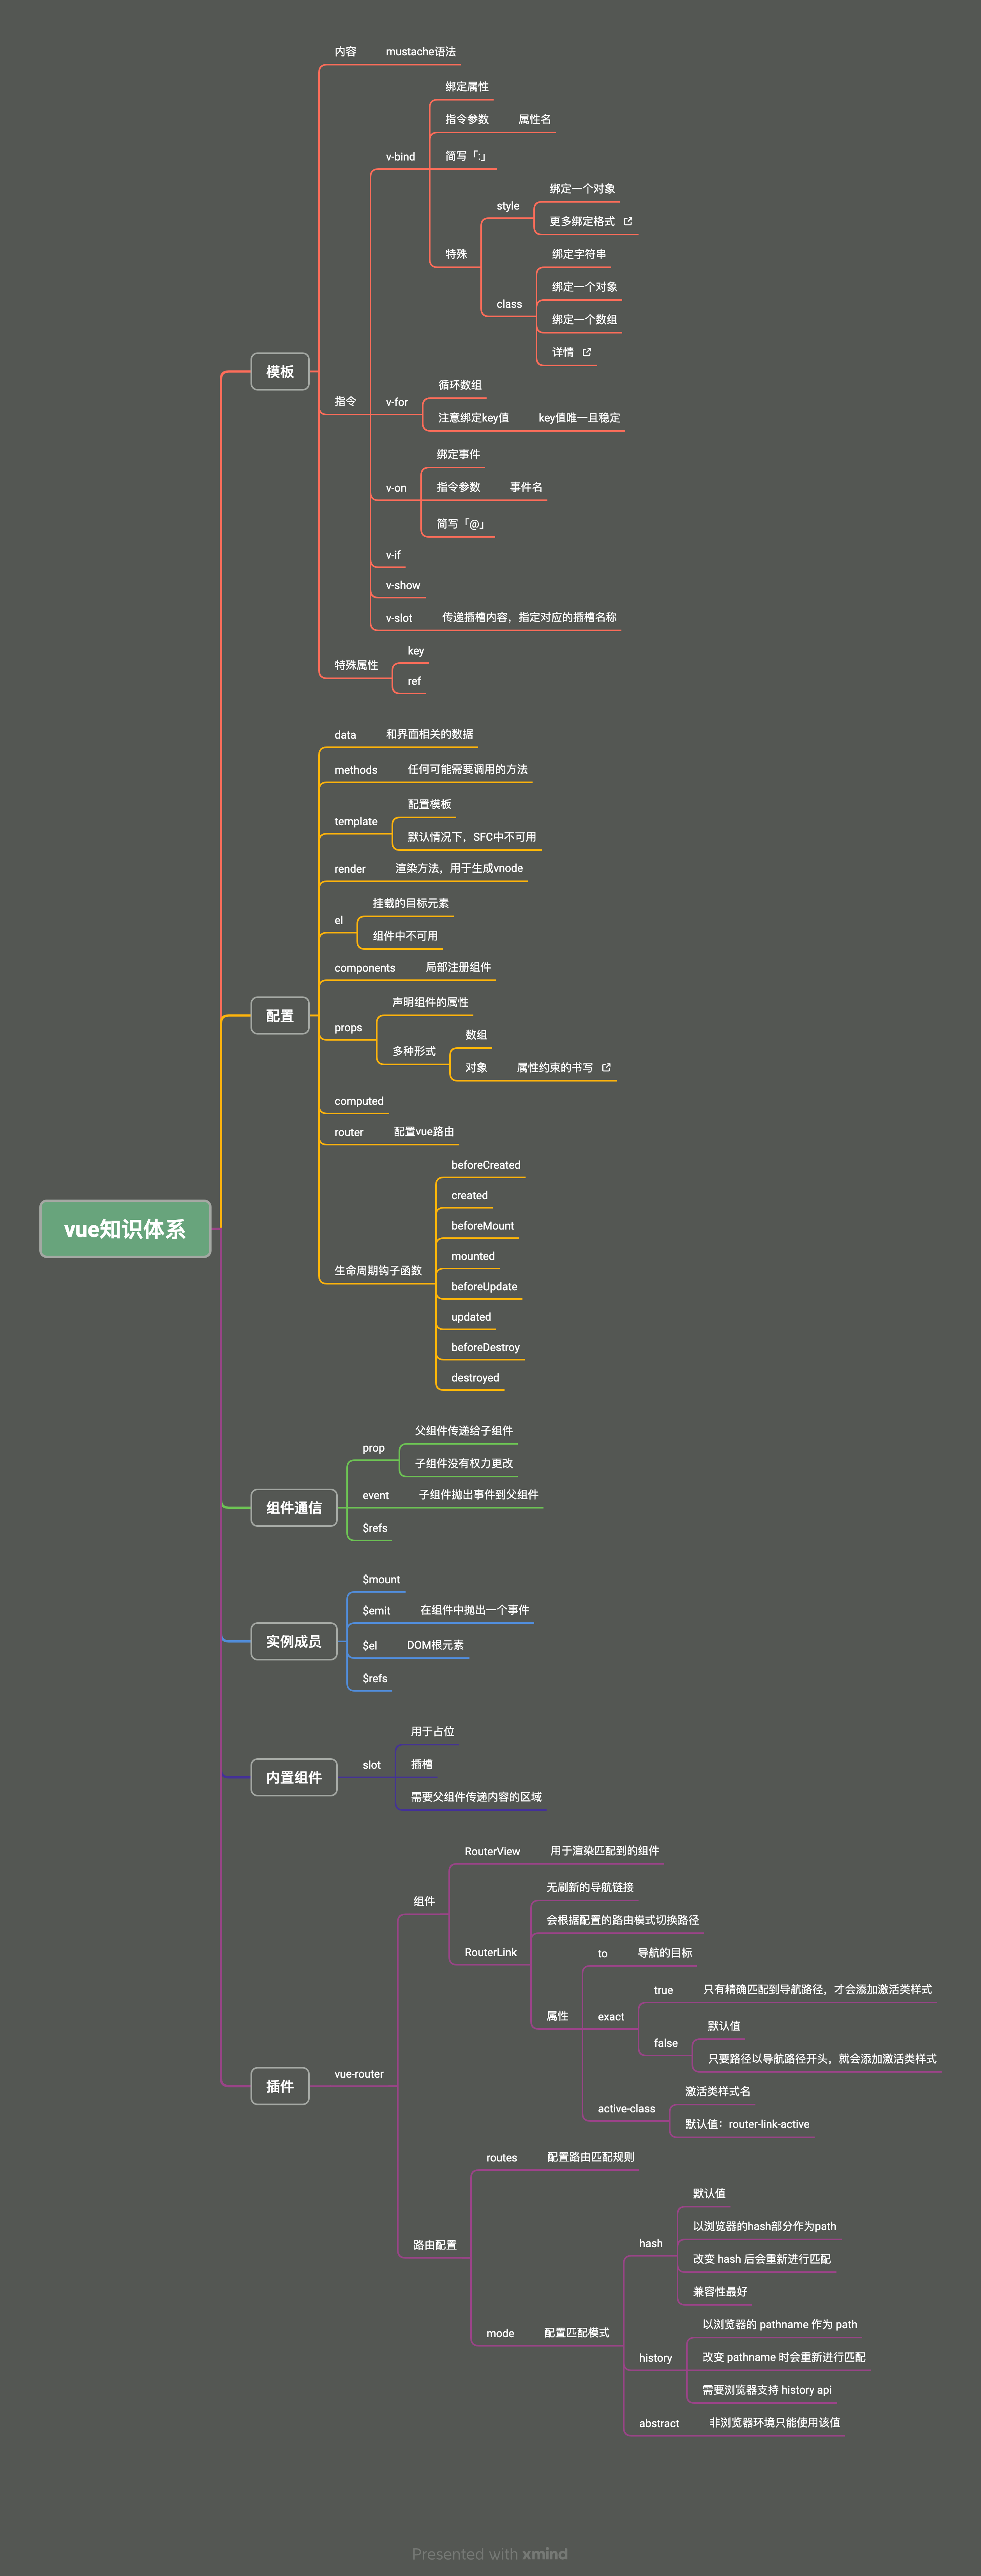 内容 mustache语法
绑定属性
指令参数 属性名
v-bind 简写「:」
绑定一个对象
style
更多绑定格式
特殊
绑定字符串
绑定一个对象
class
绑定一个数组
详情
模板
循环数组
指令 v-for
注意绑定key值 key值唯一且稳定
绑定事件
v-on 指令参数 事件名
简写「@」
v-if
v-show
v-slot 传递插槽内容，指定对应的插槽名称
key
特殊属性
ref
data 和界面相关的数据
methods 任何可能需要调用的方法
配置模板
template
默认情况下，SFC中不可用
render 渲染方法，用于生成vnode
挂载的目标元素
el
组件中不可用
components 局部注册组件
声明组件的属性
配置
props
数组
多种形式
对象 属性约束的书写
computed
router 配置vue路由
beforeCreated
created
beforeMount
vue知识体系
mounted
生命周期钩子函数
beforeUpdate
updated
beforeDestroy
destroyed
父组件传递给子组件
prop
子组件没有权力更改
组件通信 event 子组件抛出事件到父组件
$refs
$mount
$emit 在组件中抛出一个事件
实例成员
$el DOM根元素
$refs
用于占位
内置组件 slot 插槽
需要父组件传递内容的区域
RouterView 用于渲染匹配到的组件
组件
无刷新的导航链接
会根据配置的路由模式切换路径
RouterLink
to 导航的目标
true 只有精确匹配到导航路径，才会添加激活类样式
属性 exact
默认值
false
只要路径以导航路径开头，就会添加激活类样式
插件 vue-router
激活类样式名
active-class
默认值：router-link-active
routes 配置路由匹配规则
默认值
以浏览器的hash部分作为path
路由配置
hash
改变 hash 后会重新进行匹配
兼容性最好
mode 配置匹配模式
以浏览器的 pathname 作为 path
history 改变 pathname 时会重新进行匹配
需要浏览器支持 history api
abstract 非浏览器环境只能使用该值
Presented with xmind